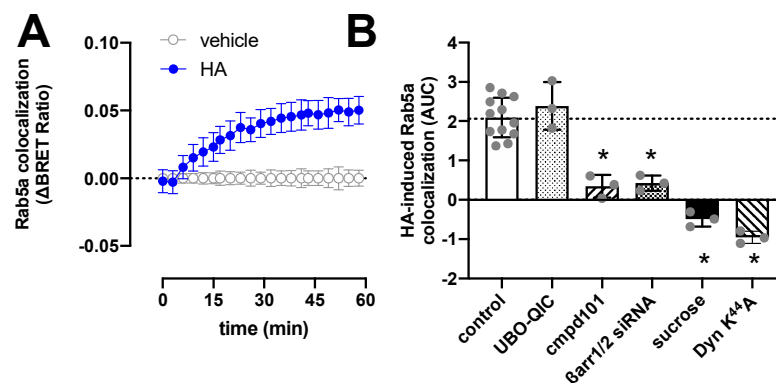 A
vehicle
HA
Rab5a colocalization
(ΔBRET Ratio)
0.10
0.05
0.00
-0.05
0
15
30
45
60
time (min)
B
HA-induced Rab5a
colocalization (AUC)
4
3
2
1
0
-1
-2
*
*
*
*
control
UBO-QIC
cmpd101
βarr1/2 siRNA
sucrose
Dyn K⁴⁴A